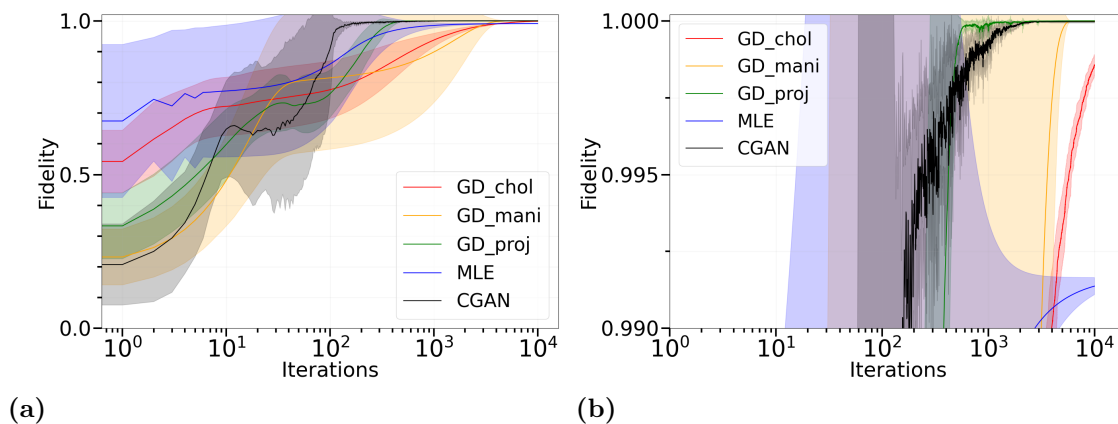 1.0
0.5
0.0
Fidelity
10^0
10^1
10^2
10^3
10^4
Iterations
GD_chol
GD_mani
GD_proj
MLE
CGAN
(a)
1.000
0.995
0.990
Fidelity
10^0
10^1
10^2
10^3
10^4
Iterations
GD_chol
GD_mani
GD_proj
MLE
CGAN
(b)